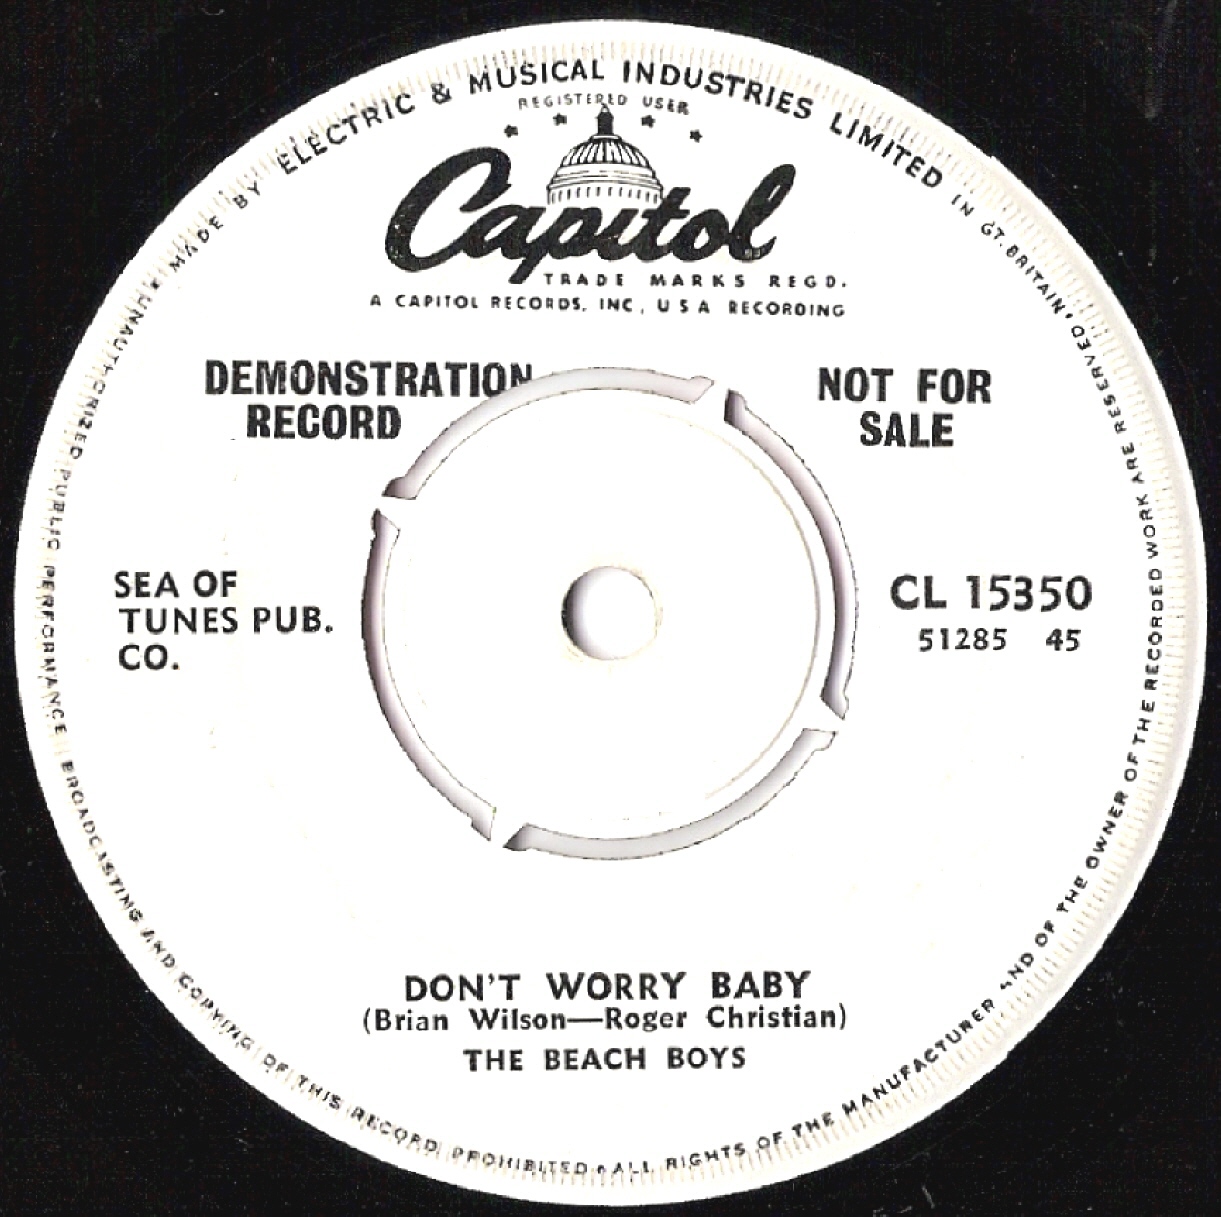 MADE BY ELECTRIC & MUSICAL INDUSTRIES LIMITED IN GT. BRITAIN.
REGISTERED USER
Capitol
TRADE MARKS REGD.
A CAPITOL RECORDS, INC, U S A RECORDING
DEMONSTRATION
RECORD
NOT FOR
SALE
SEA OF
TUNES PUB.
CO.
CL 15350
51285 45
DON'T WORRY BABY
(Brian Wilson—Roger Christian)
THE BEACH BOYS
ALL RIGHTS OF THE MANUFACTURER AND OF THE OWNER OF THE RECORDED WORK ARE RESERVED.
UNAUTHORIZED PUBLIC PERFORMANCE BROADCASTING AND COPYING OF THIS RECORD PROHIBITED